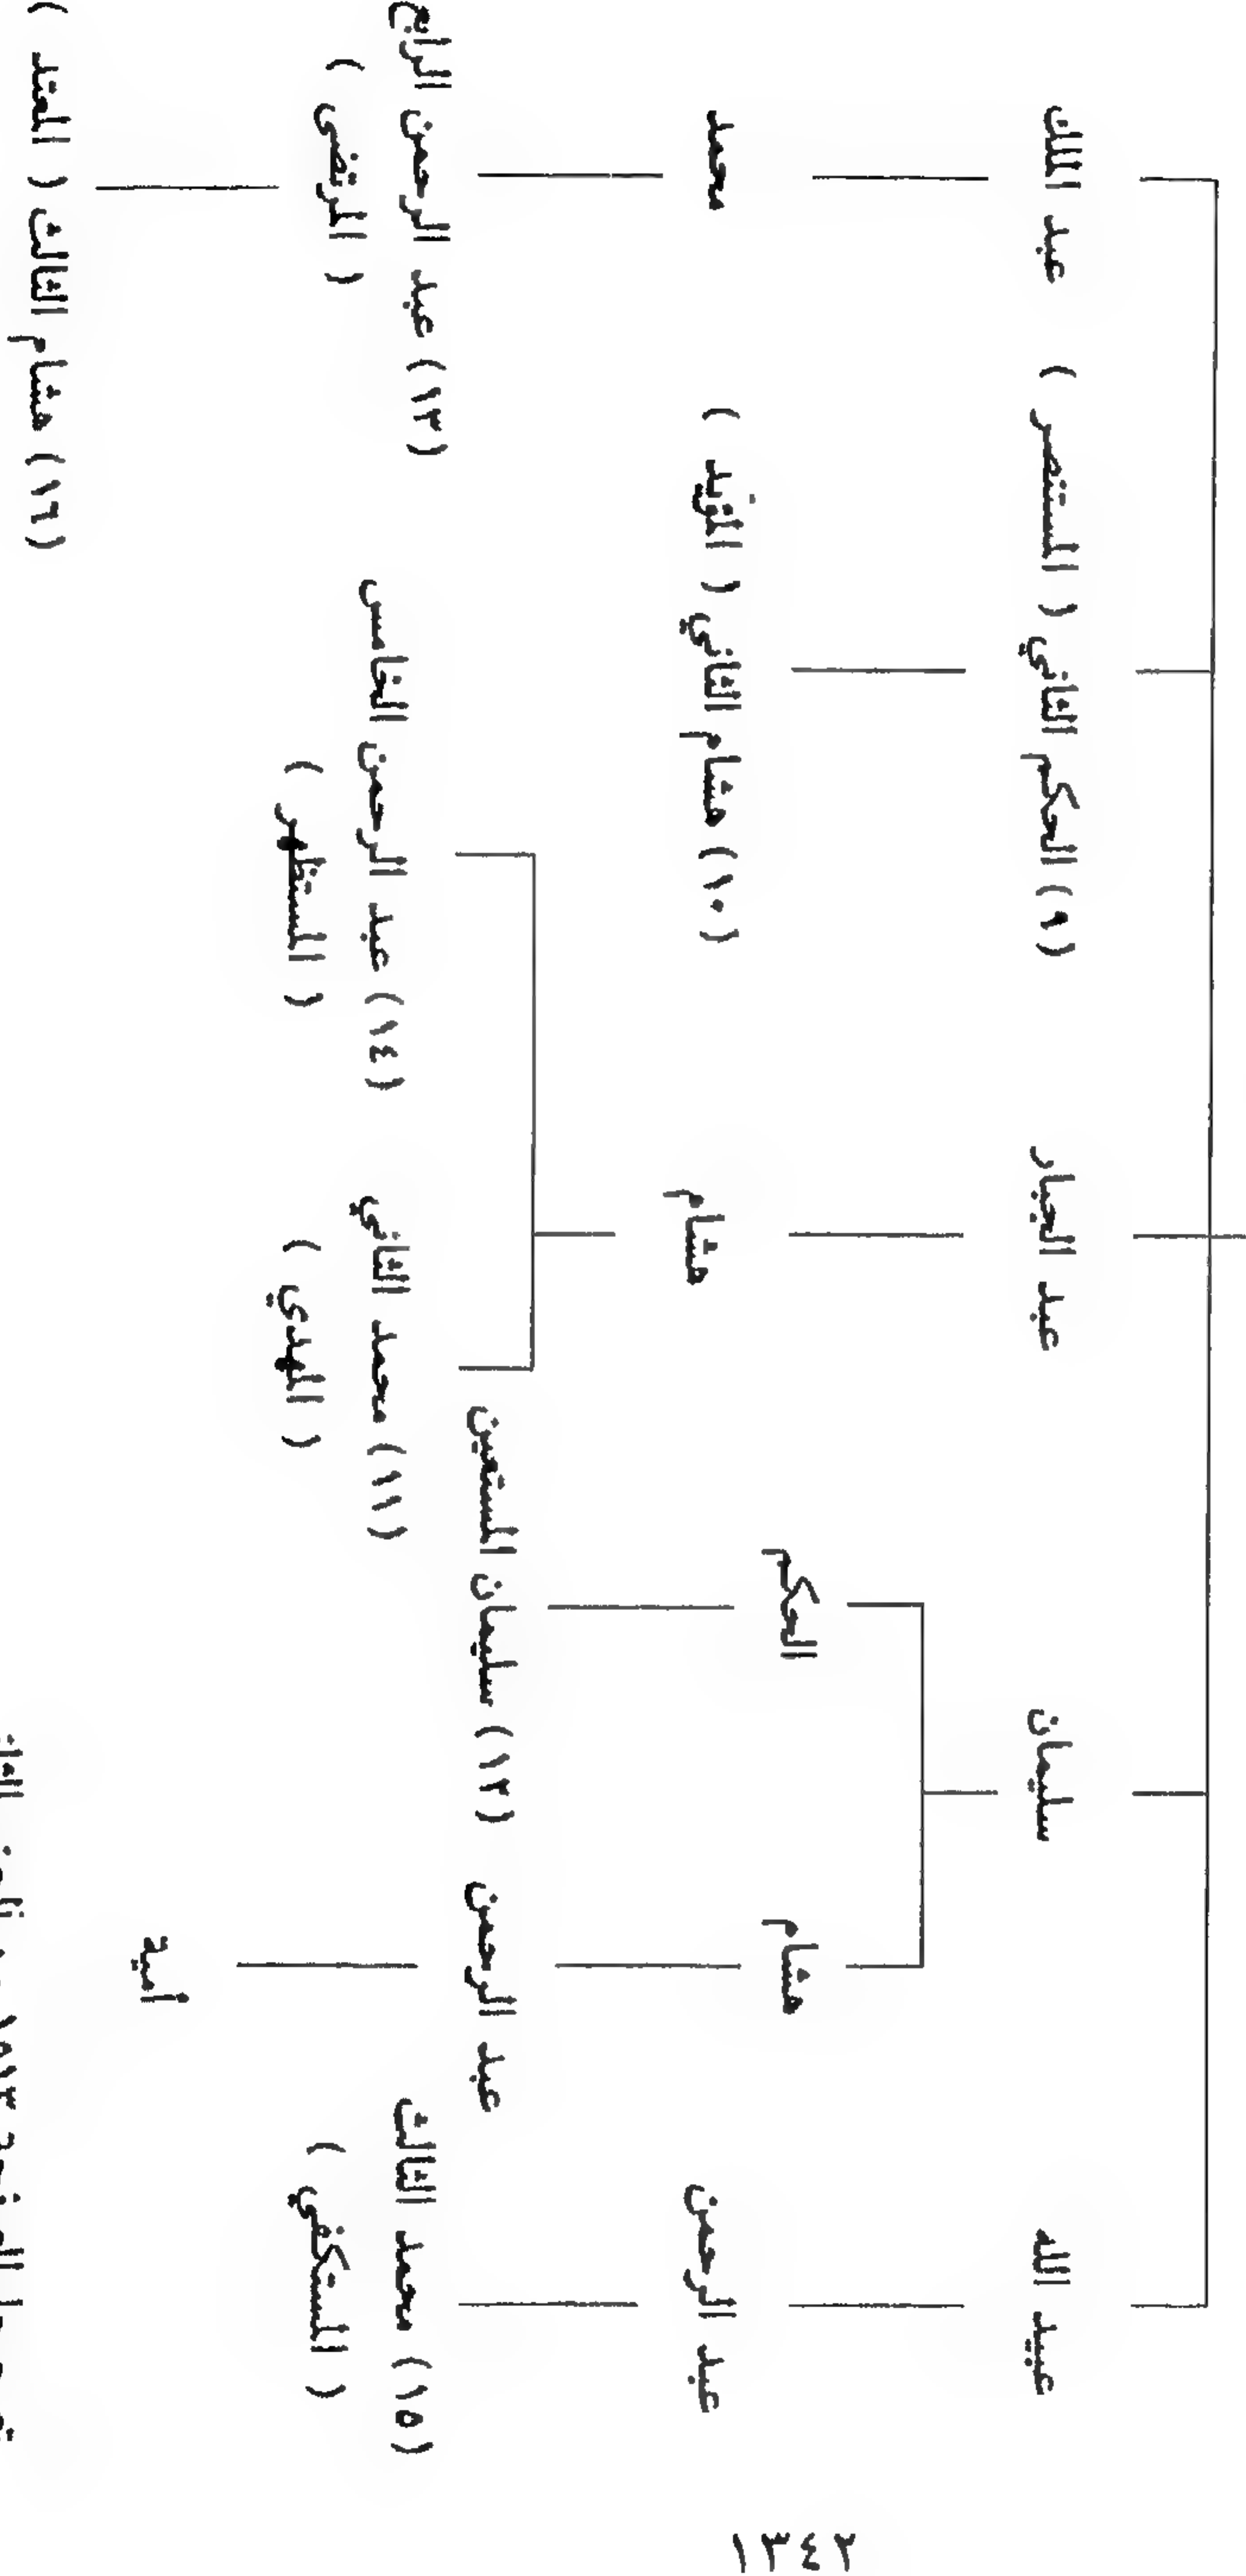 عبيد الله
سليمان
عبد الجبار
(٩) الحكم الثاني ( المستنصر )
عبد الملك
هشام
الحكم
عبد الرحمن
هشام
(١٠) هشام الثاني ( المؤيد )
محمد
عبد الرحمن
(١٢) سليمان المستعين
(١٥) محمد الثالث
( المستكفي )
(١١) محمد الثاني
( المهدي )
(١٤) عبد الرحمن الخامس
( المستظهر )
(١٣) عبد الرحمن الرابع
( المرتضى )
أمية
(١٦) هشام الثالث ( المعتد )
١٣٤٢